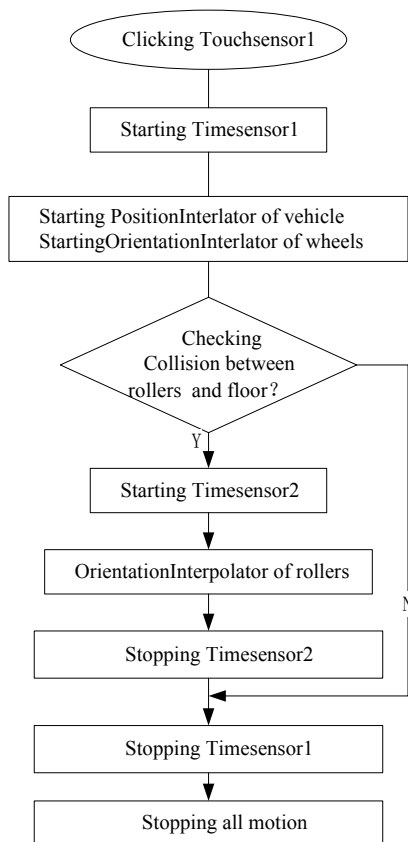 Clicking Touchsensor1
Starting Timesensor1
Starting PositionInterlator of vehicle
StartingOrientationInterlator of wheels
Checking
Collision between
rollers and floor?
Y
Starting Timesensor2
OrientationInterpolator of rollers
N
Stopping Timesensor2
Stopping Timesensor1
Stopping all motion